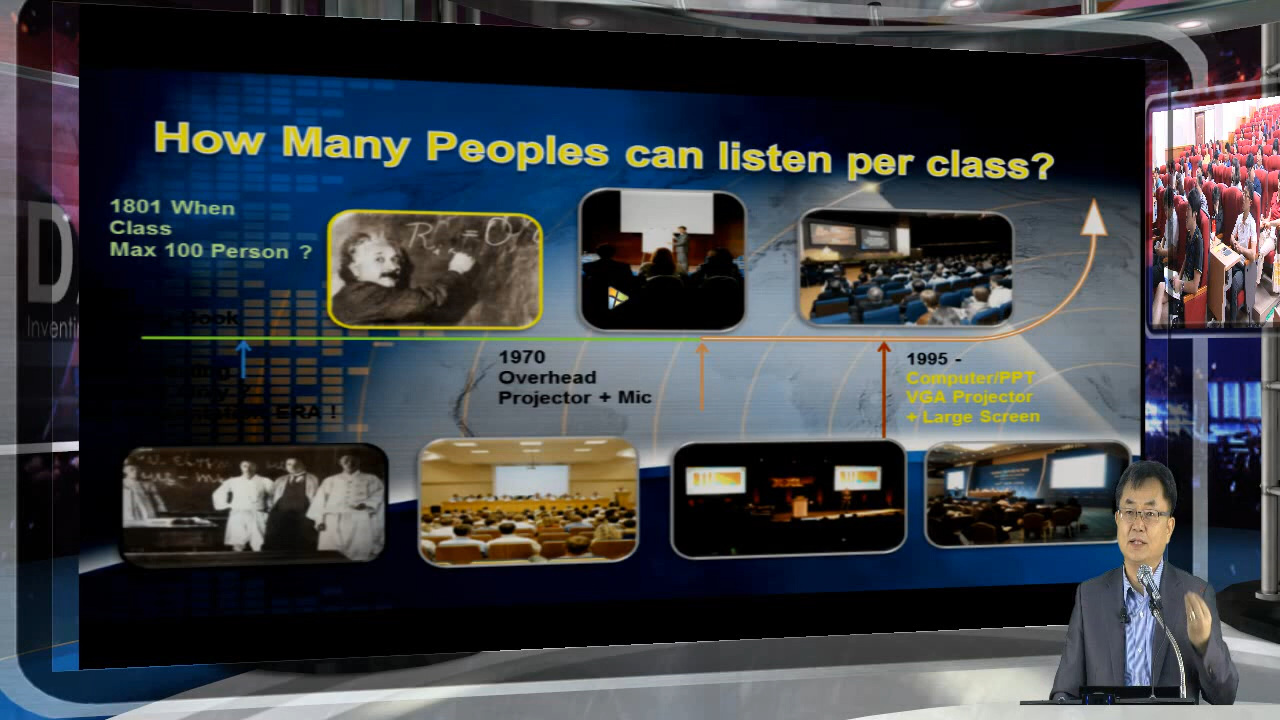 How Many Peoples can listen per class?
1801 When
Class
Max 100 Person ?
1970
Overhead
Projector + Mic
1995 -
Computer/PPT
VGA Projector
+ Large Screen
ERA !